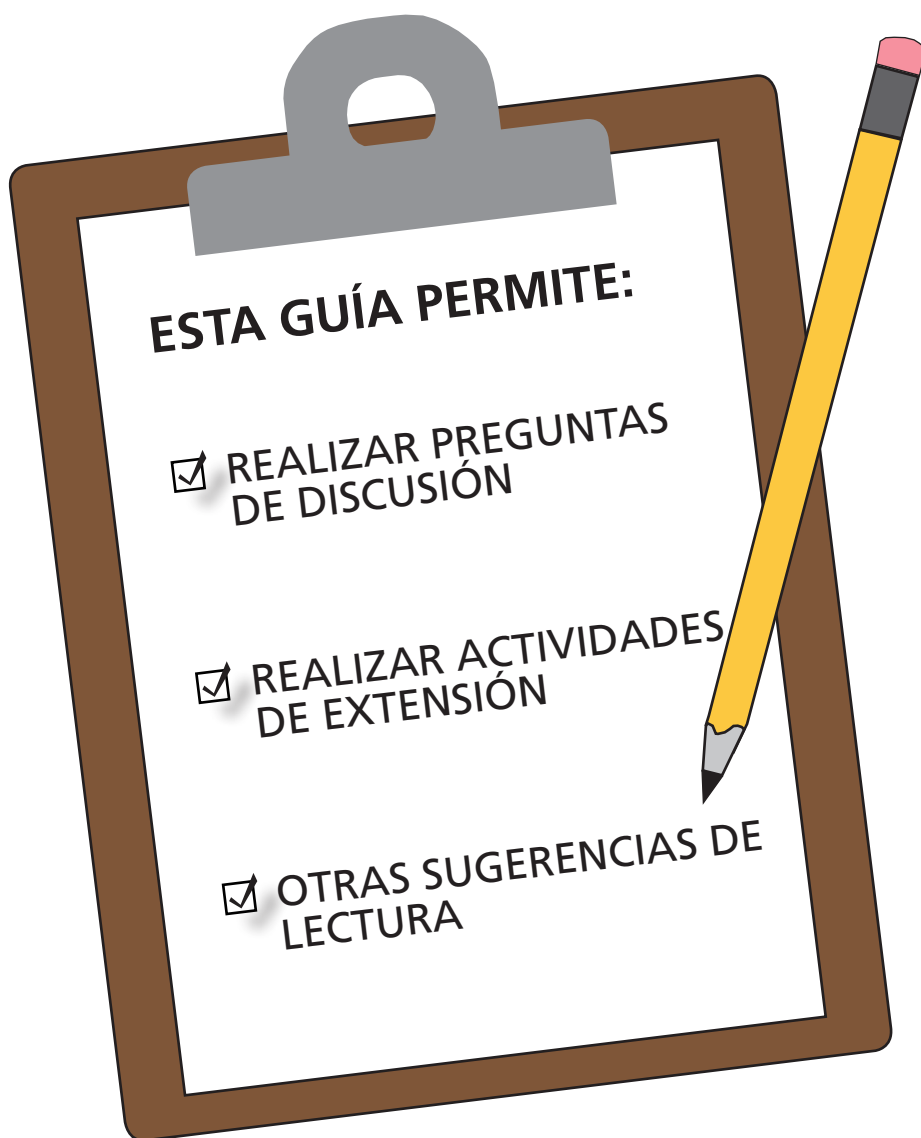 ESTA GUÍA PERMITE:
REALIZAR PREGUNTAS
DE DISCUSIÓN
REALIZAR ACTIVIDADES
DE EXTENSIÓN
OTRAS SUGERENCIAS DE
LECTURA